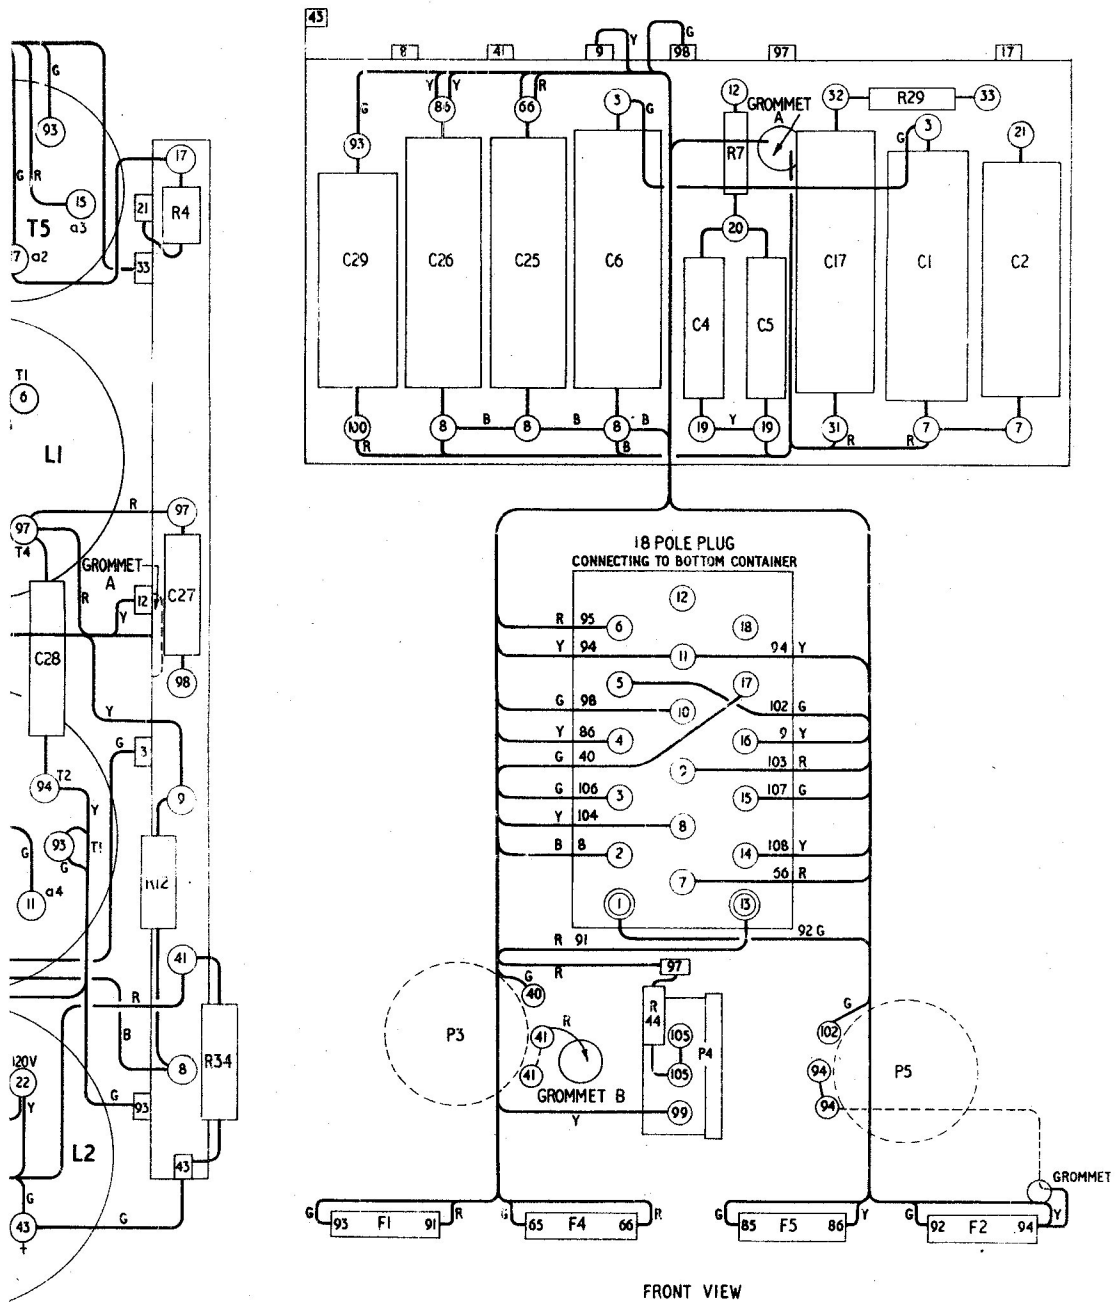 43
8 41 9 Y G 98 97 17
G Y Y R
93 86 66 3 G 12 GROMMET A 32 R29 33
G 3 21
R7
20
C29 C26 C25 C6 C4 C5 C17 C1 C2
100 8 B 8 B 8 B 19 Y 19 31 7 7
R B R R
G
93
G R 15
T5 a3
a2
17
21 R4
33
T1
6
L1
R 97
97
T4
GROMMET
A
R 12 C27
Y
C28
98
Y
G 3
94 T2
9
Y
93 T1
G
G a4
11
R12
41
R
B
R34
120V
22
8
Y
93
G
L2
43
G
43 G
18 POLE PLUG
CONNECTING TO BOTTOM CONTAINER
12
R 95 6 18
Y 94 11 94 Y
5 17
G 98 10 102 G
Y 86 4 16 9 Y
G 40
9 103 R
G 106 3 15 107 G
Y 104 8
B 8 2 14 108 Y
7 56 R
1 13
R 91 92 G
R 97
G
40
R
44
P3 R
41 105 P4
41 105
GROMMET B
Y 99
G
102
94 P5
94
GROMMET
G 93 F1 91 R
G 65 F4 66 R
G 85 F5 86 Y
G 92 F2 94 Y
FRONT VIEW